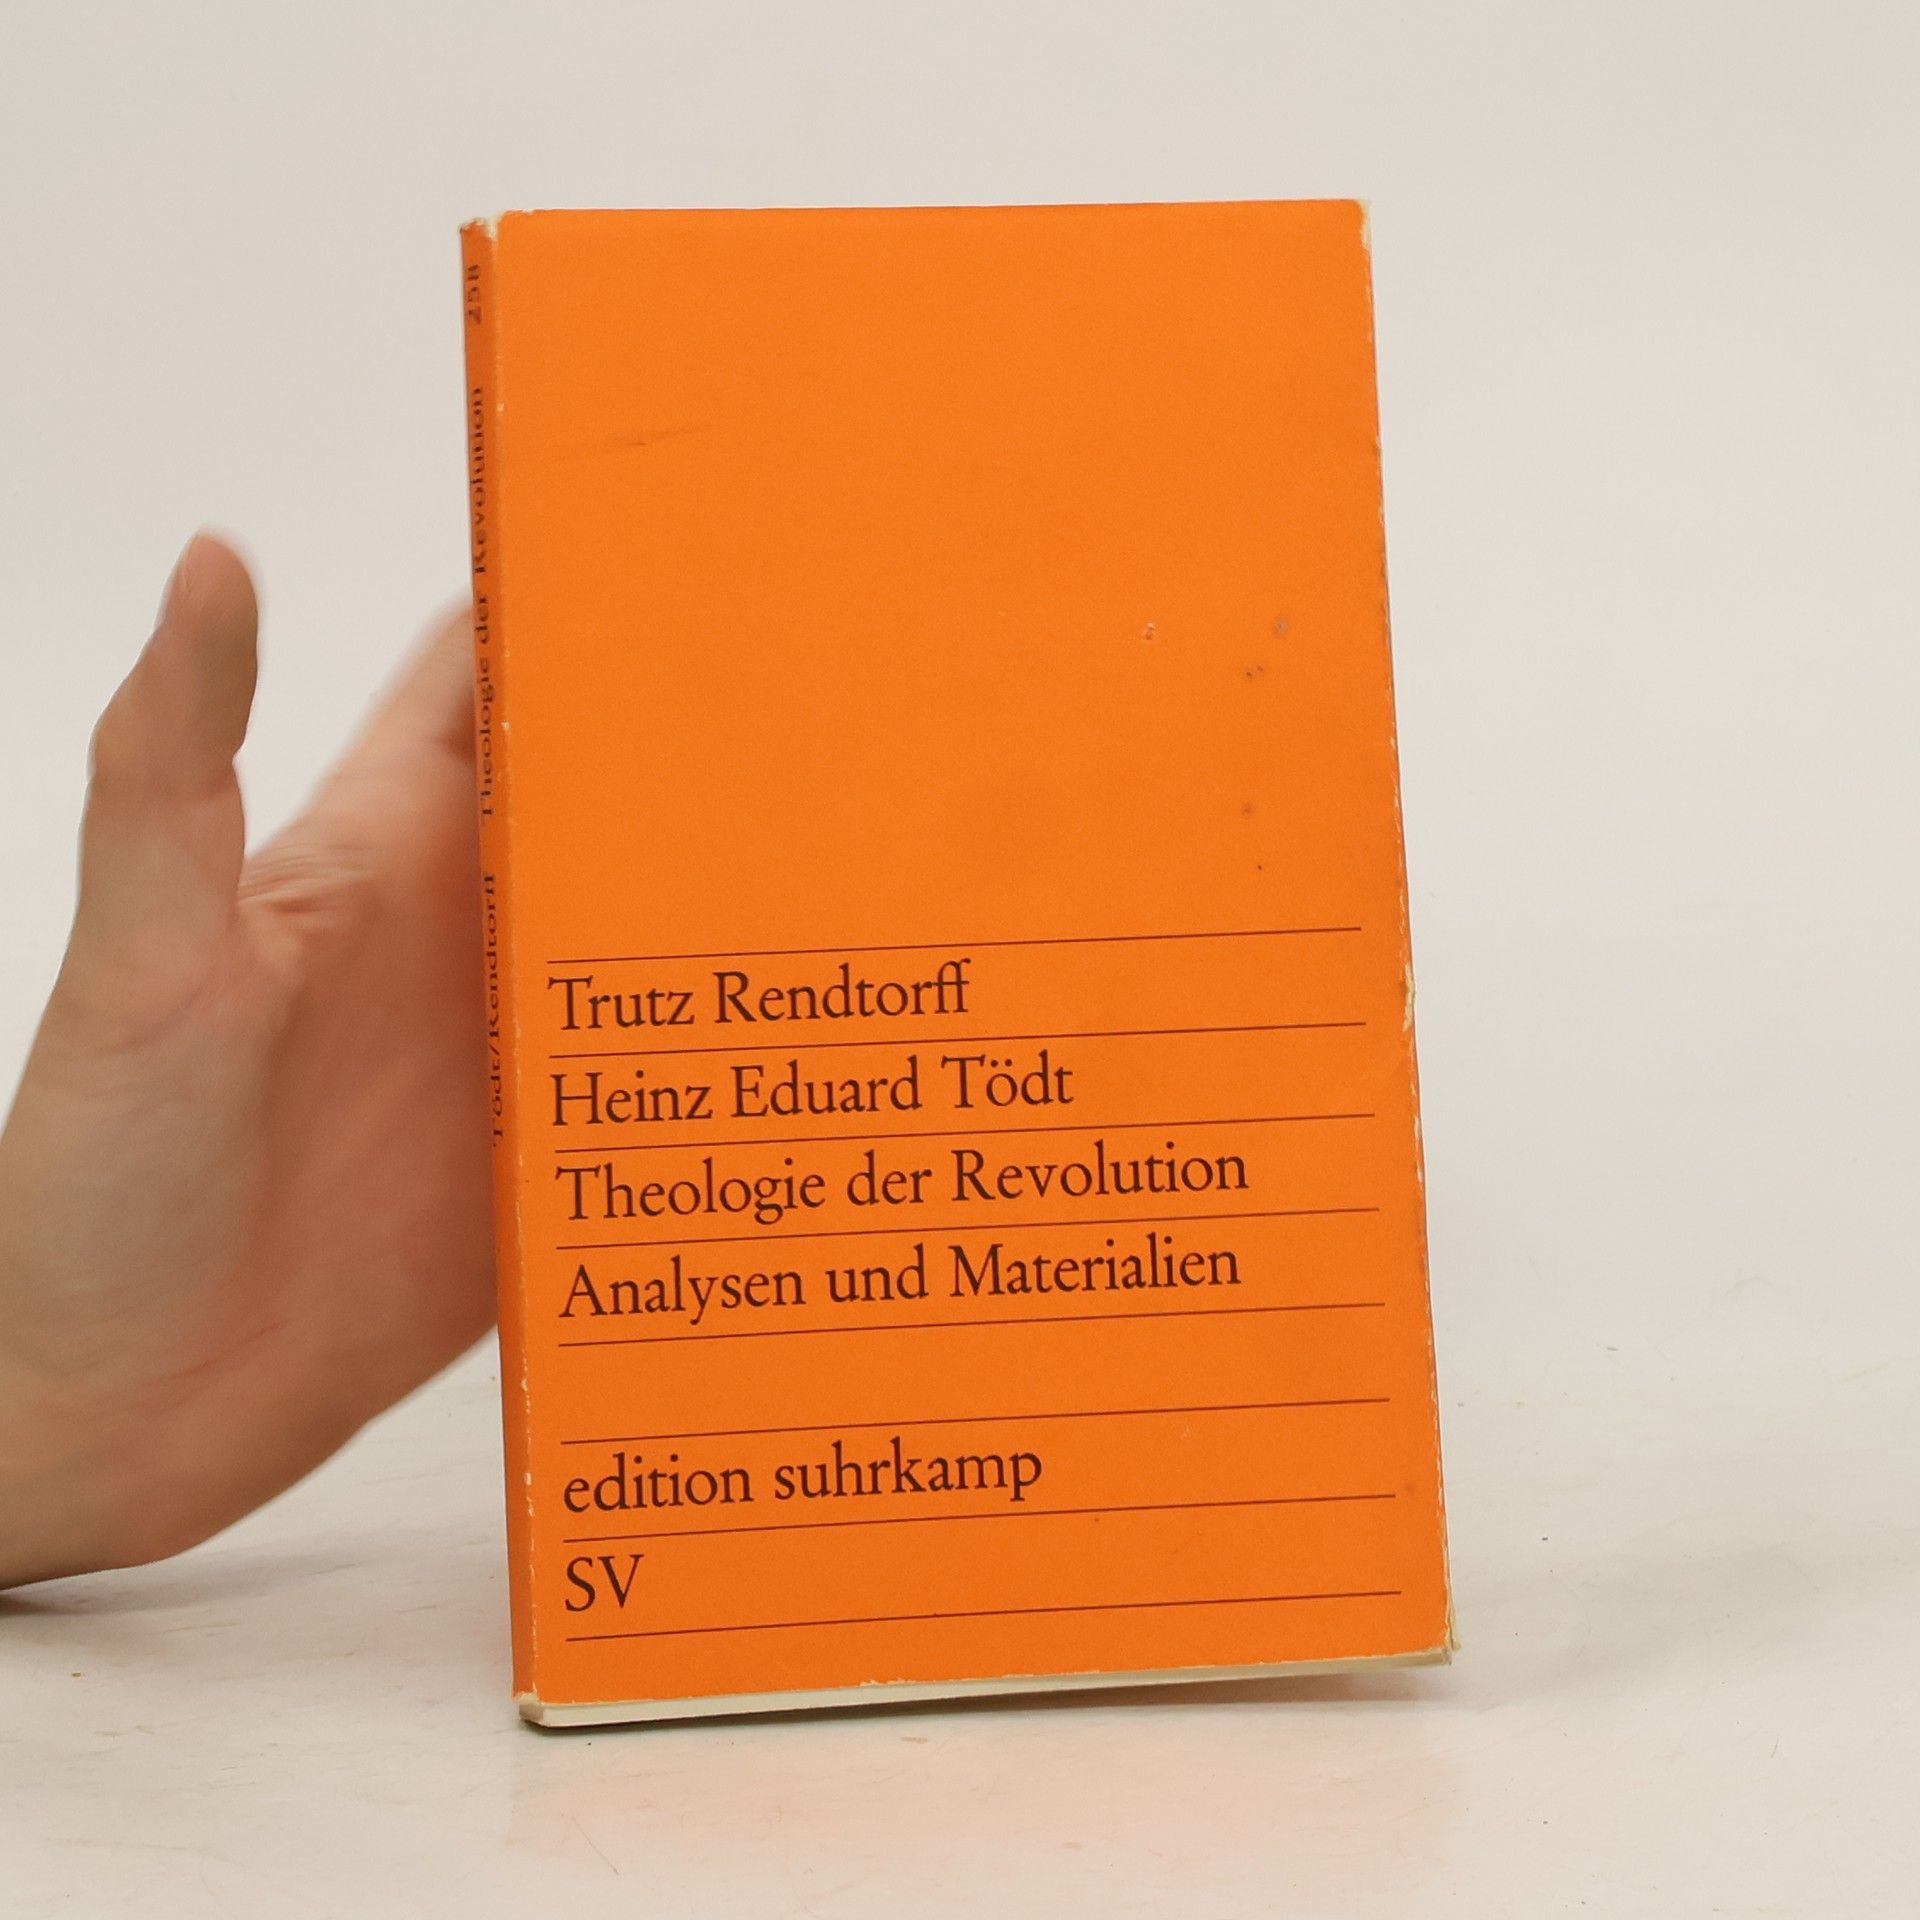 Tödt/Rendtorff Theologie der Revolution 258
Trutz Rendtorff
Heinz Eduard Tödt
Theologie der Revolution
Analysen und Materialien
edition suhrkamp
SV